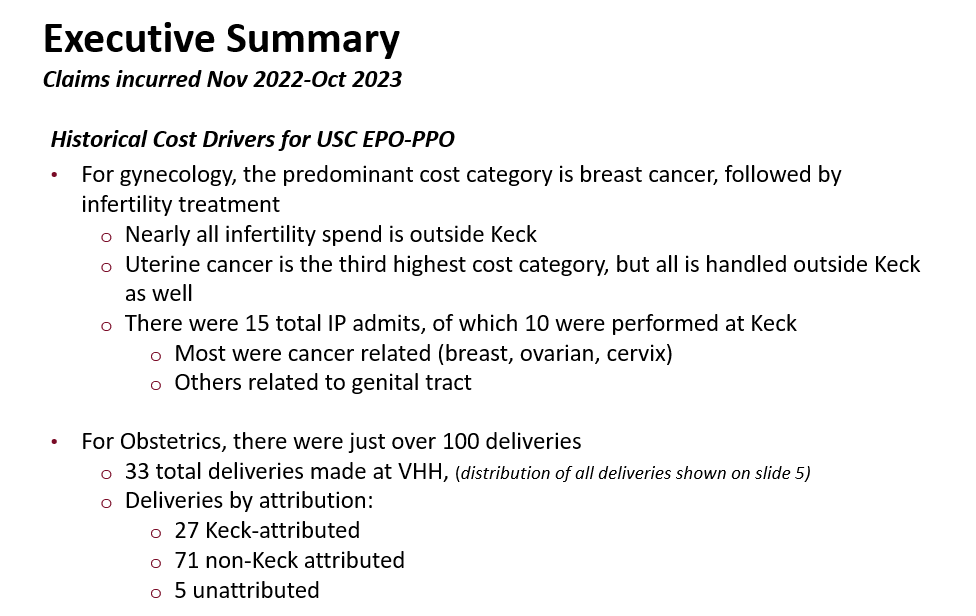 Executive Summary
Claims incurred Nov 2022-Oct 2023
Historical Cost Drivers for USC EPO-PPO
• For gynecology, the predominant cost category is breast cancer, followed by
infertility treatment
o Nearly all infertility spend is outside Keck
o Uterine cancer is the third highest cost category, but all is handled outside Keck
as well
o There were 15 total IP admits, of which 10 were performed at Keck
o Most were cancer related (breast, ovarian, cervix)
o Others related to genital tract
• For Obstetrics, there were just over 100 deliveries
o 33 total deliveries made at VHH, (distribution of all deliveries shown on slide 5)
o Deliveries by attribution:
o 27 Keck-attributed
o 71 non-Keck attributed
o 5 unattributed